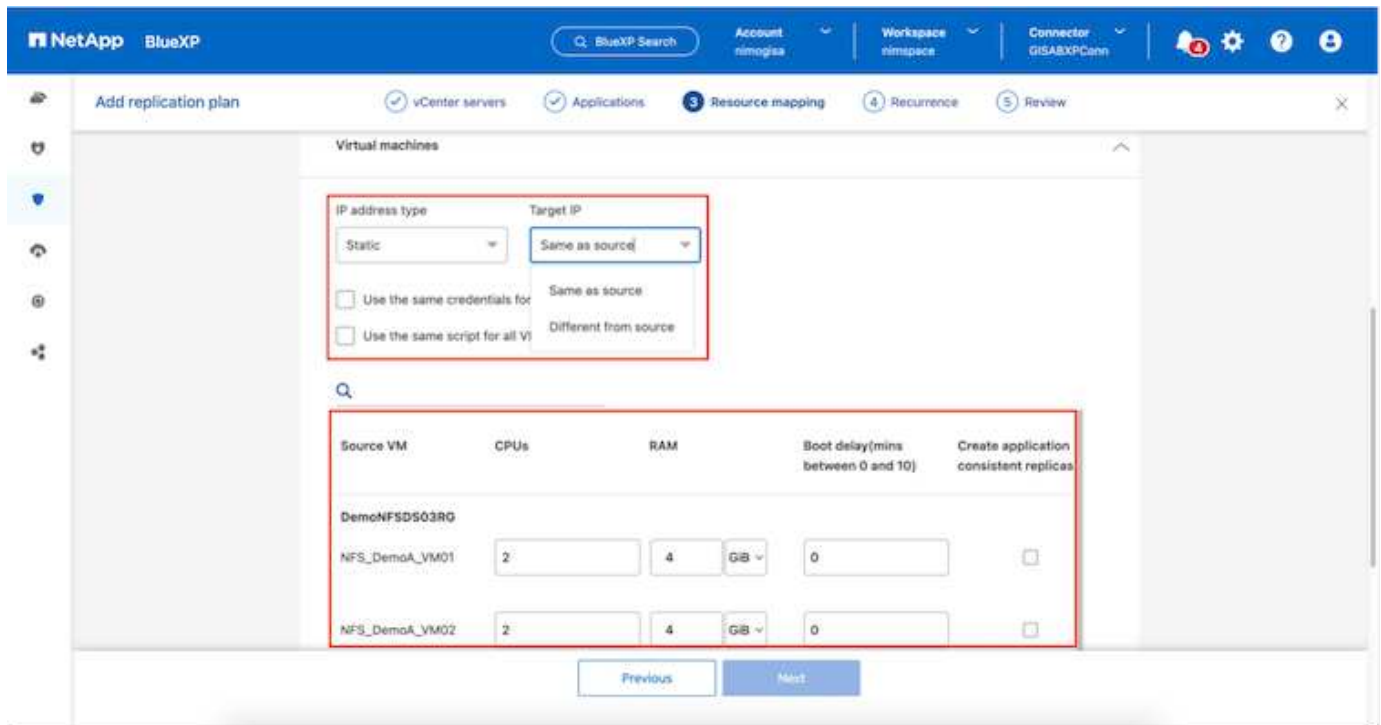 NetApp BlueXP
BlueXP Search
Account
nimogisa
Workspace
nimspace
Connector
GISABXPConn
4
Add replication plan
vCenter servers
Applications
3 Resource mapping
4 Recurrence
5 Review
Virtual machines
IP address type
Target IP
Static
Same as source
Use the same credentials for
Same as source
Use the same script for all VI
Different from source
Source VM
CPUs
RAM
Boot delay(mins between 0 and 10)
Create application consistent replicas
DemoNFSDS03RG
NFS_DemoA_VM01 2 4 GiB 0
NFS_DemoA_VM02 2 4 GiB 0
Previous
Next